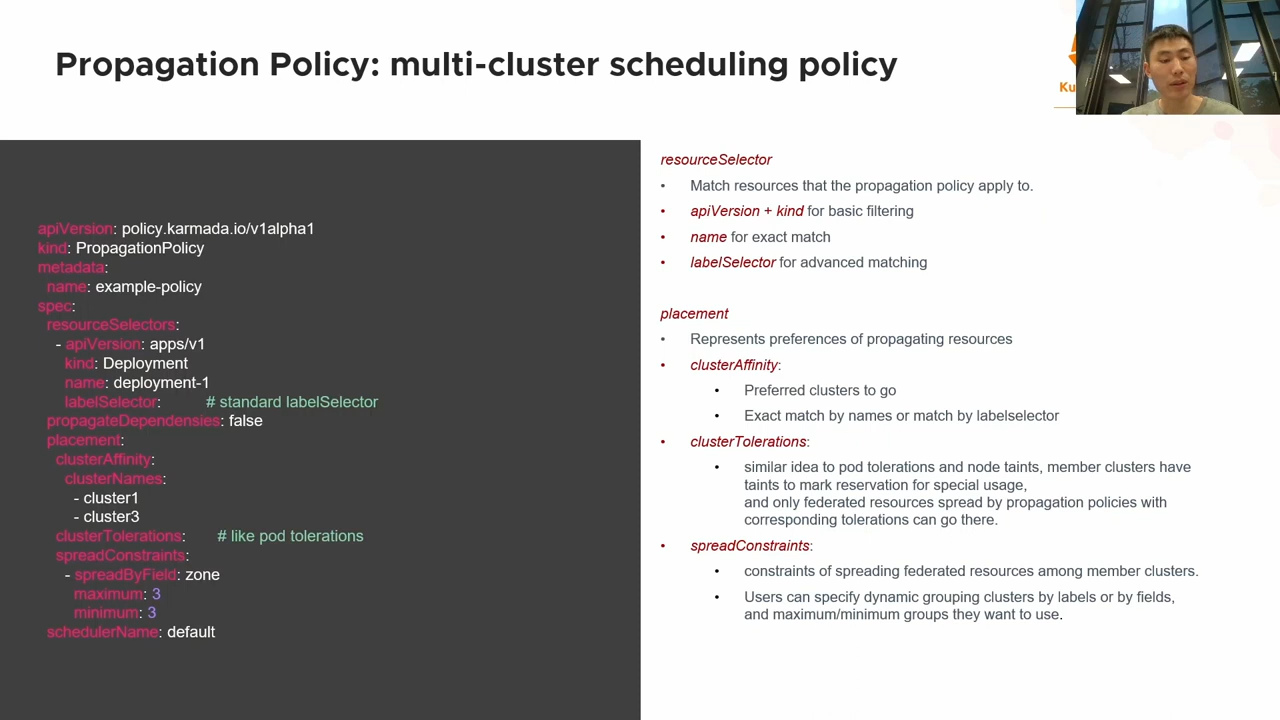 Propagation Policy: multi-cluster scheduling policy
Ku
apiVersion: policy.karmada.io/v1alpha1
kind: PropagationPolicy
metadata:
name: example-policy
spec:
resourceSelectors:
- apiVersion: apps/v1
kind: Deployment
name: deployment-1
labelSelector: # standard labelSelector
propagateDependensies: false
placement:
clusterAffinity:
clusterNames:
- cluster1
- cluster3
clusterTolerations: # like pod tolerations
spreadConstraints:
- spreadByField: zone
maximum: 3
minimum: 3
schedulerName: default
resourceSelector
• Match resources that the propagation policy apply to.
• apiVersion + kind for basic filtering
• name for exact match
• labelSelector for advanced matching
placement
• Represents preferences of propagating resources
• clusterAffinity:
• Preferred clusters to go
• Exact match by names or match by labelselector
• clusterTolerations:
• similar idea to pod tolerations and node taints, member clusters have
taints to mark reservation for special usage,
and only federated resources spread by propagation policies with
corresponding tolerations can go there.
• spreadConstraints:
• constraints of spreading federated resources among member clusters.
• Users can specify dynamic grouping clusters by labels or by fields,
and maximum/minimum groups they want to use.